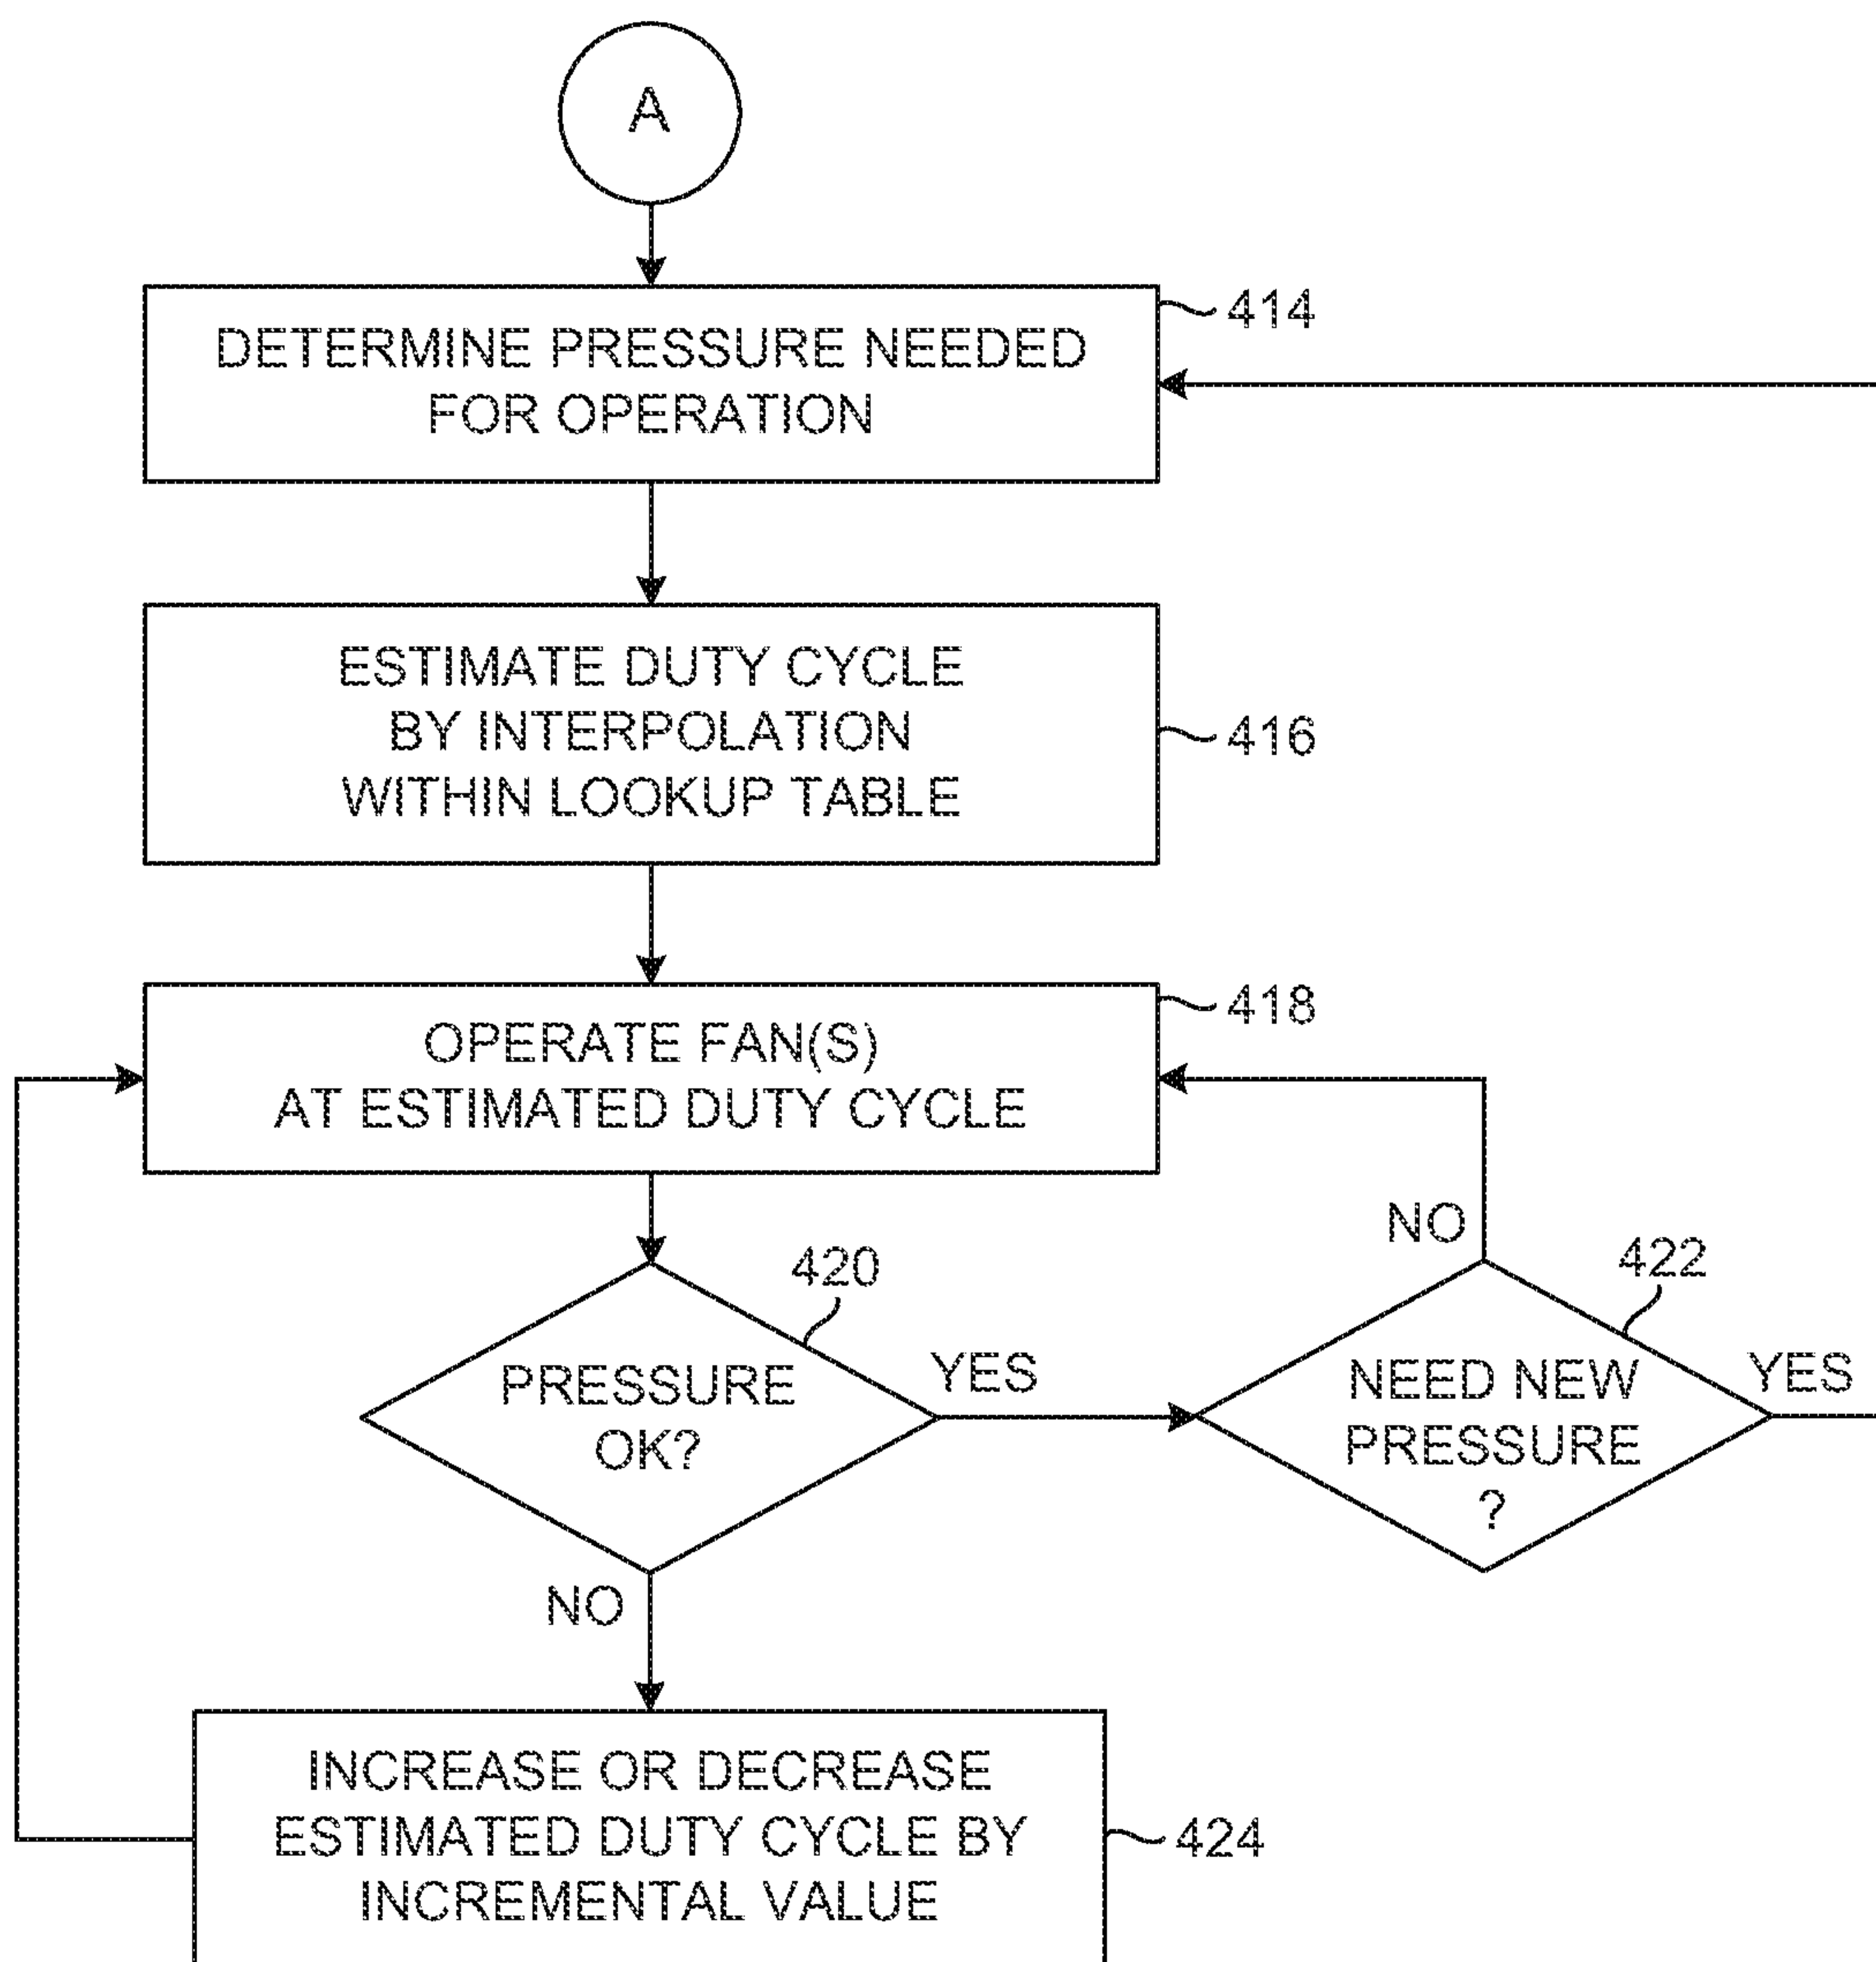 A
DETERMINE PRESSURE NEEDED
FOR OPERATION
414
ESTIMATE DUTY CYCLE
BY INTERPOLATION
WITHIN LOOKUP TABLE
416
OPERATE FAN(S)
AT ESTIMATED DUTY CYCLE
418
NO
420
422
PRESSURE
OK?
YES
NEED NEW
PRESSURE
?
YES
NO
INCREASE OR DECREASE
ESTIMATED DUTY CYCLE BY
INCREMENTAL VALUE
424